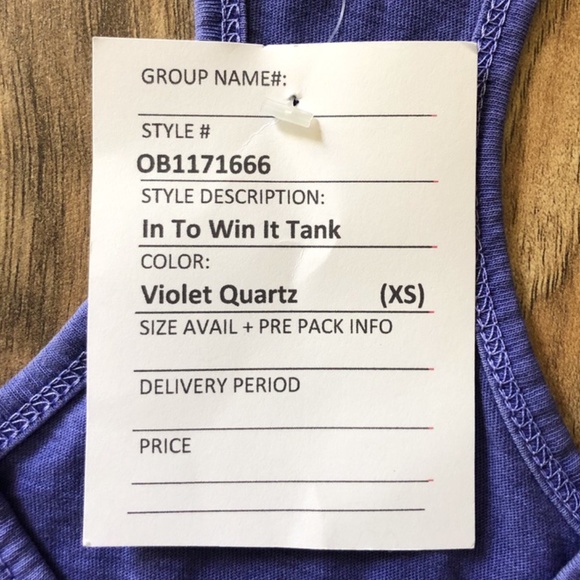 GROUP NAME#:
STYLE #
OB1171666
STYLE DESCRIPTION:
In To Win It Tank
COLOR:
Violet Quartz (XS)
SIZE AVAIL + PRE PACK INFO
DELIVERY PERIOD
PRICE